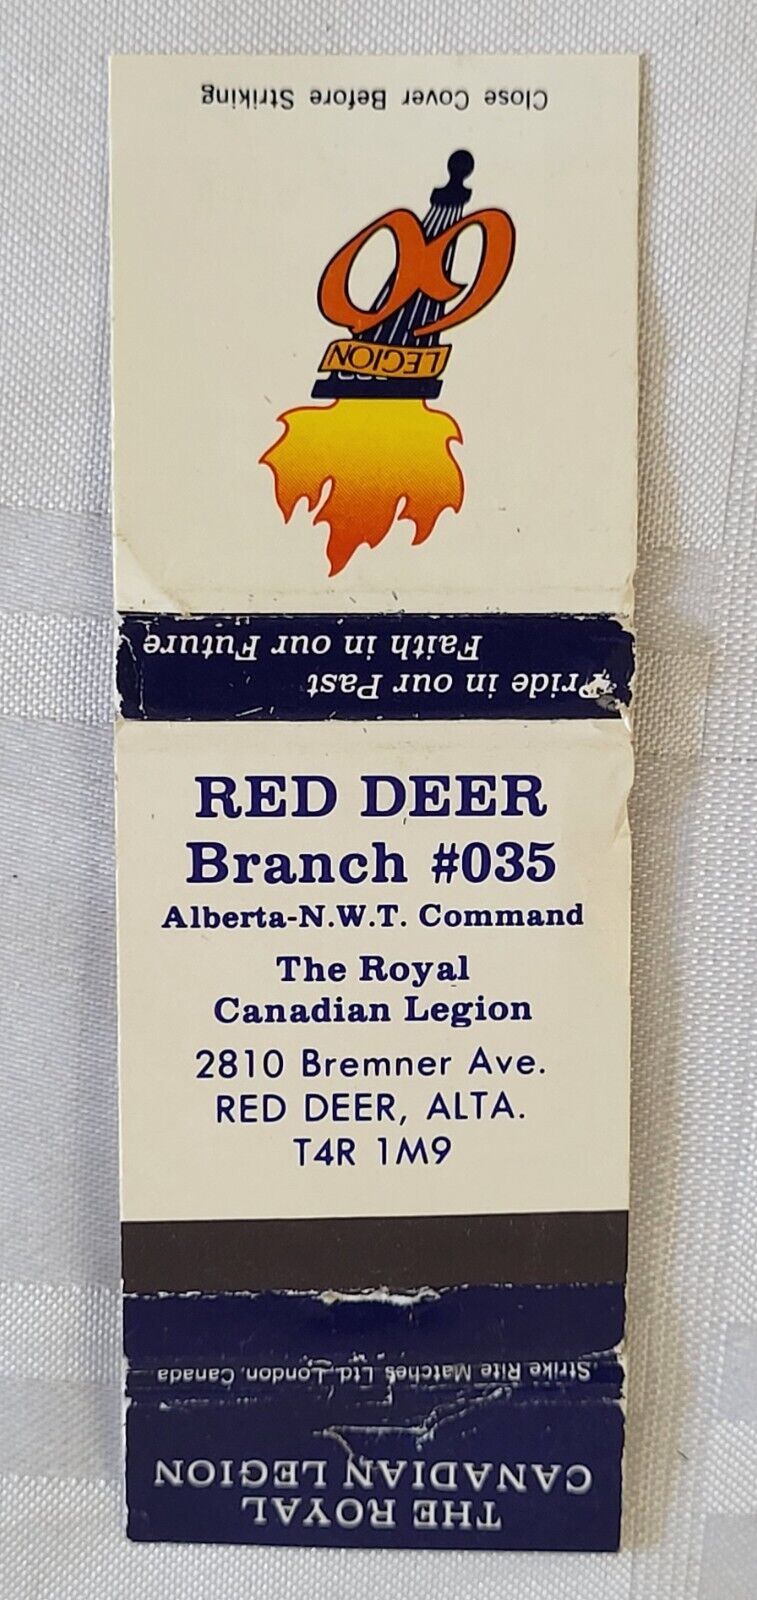 Close Cover Before Striking
60
LEGION
Pride in our Past
Faith in our Future
RED DEER
Branch #035
Alberta-N.W.T. Command
The Royal
Canadian Legion
2810 Bremner Ave.
RED DEER, ALTA.
T4R 1M9
Strike Rite Matches Ltd. London, Canada
THE ROYAL
CANADIAN LEGION